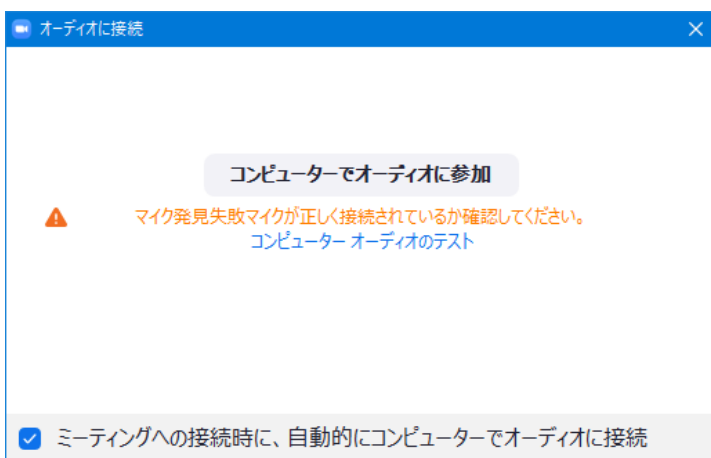 オーディオに接続
コンピューターでオーディオに参加
マイク発見失敗マイクが正しく接続されているか確認してください。
コンピューター オーディオのテスト
ミーティングへの接続時に、自動的にコンピューターでオーディオに接続